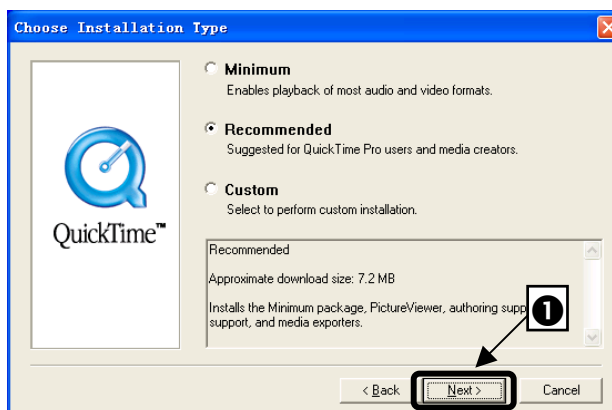 Choose Installation Type
Minimum
Enables playback of most audio and video formats.
Recommended
Suggested for QuickTime Pro users and media creators.
Custom
Select to perform custom installation.
QuickTime™
Recommended
Approximate download size: 7.2 MB
Installs the Minimum package, PictureViewer, authoring
support, and media exporters.
1
< Back
Next >
Cancel